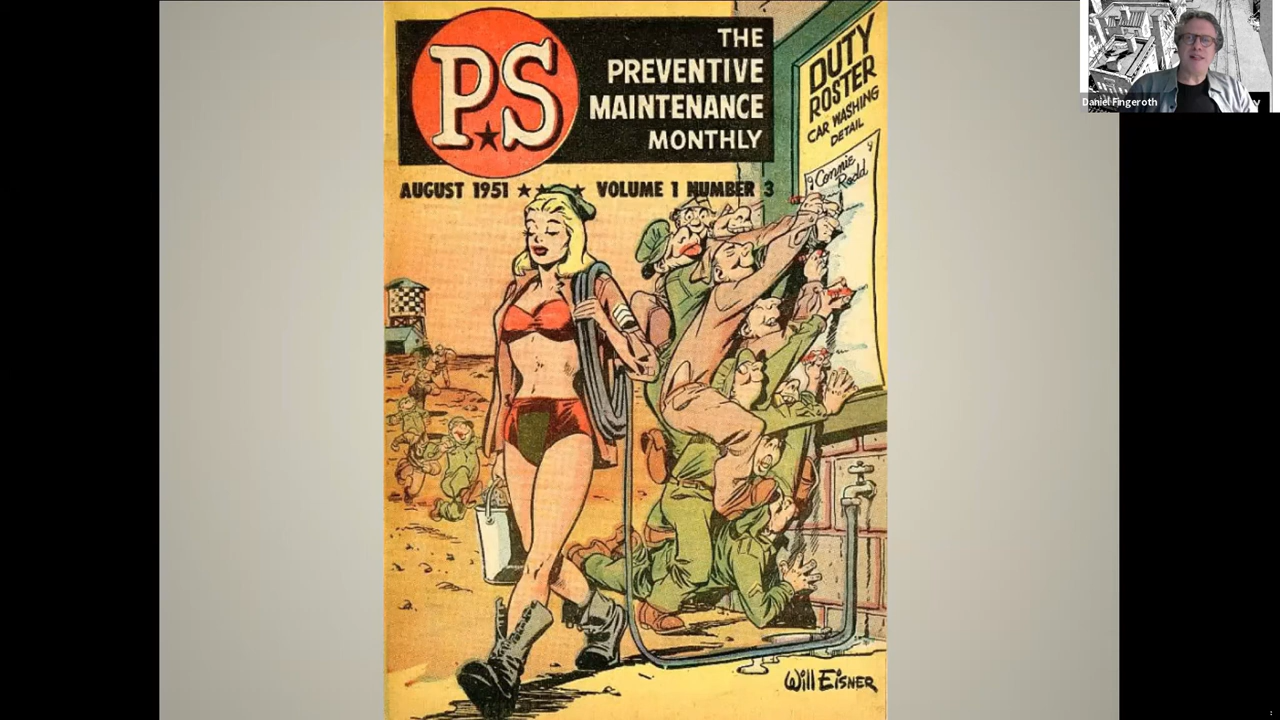 P★S
THE
PREVENTIVE
MAINTENANCE
MONTHLY
AUGUST 1951 ★★★ VOLUME 1 NUMBER 3
DUTY
ROSTER
CAR WASHING
DETAIL
Connie
Rodd
WILL EISNER
Daniel Fingeroth